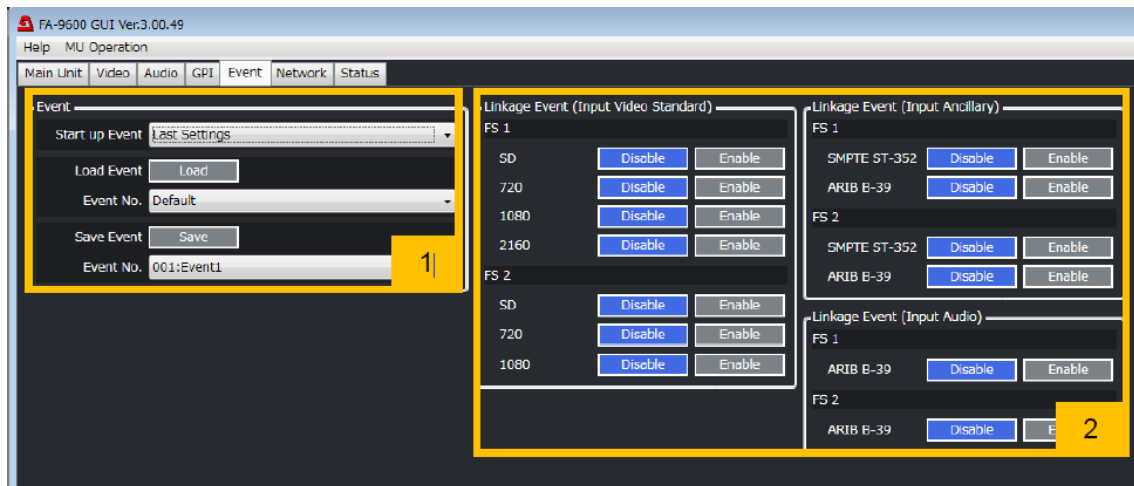 FA-9600 GUI Ver.3.00.49
Help MU Operation
Main Unit Video Audio GPI Event Network Status
Event
Start up Event Last Settings
Load Event Load
Event No. Default
Save Event Save
Event No. 001:Event1
1
Linkage Event (Input Video Standard)
FS 1
SD Disable Enable
720 Disable Enable
1080 Disable Enable
2160 Disable Enable
FS 2
SD Disable Enable
720 Disable Enable
1080 Disable Enable
Linkage Event (Input Ancillary)
FS 1
SMPTE ST-352 Disable Enable
ARIB B-39 Disable Enable
FS 2
SMPTE ST-352 Disable Enable
ARIB B-39 Disable Enable
Linkage Event (Input Audio)
FS 1
ARIB B-39 Disable Enable
FS 2
ARIB B-39 Disable
2